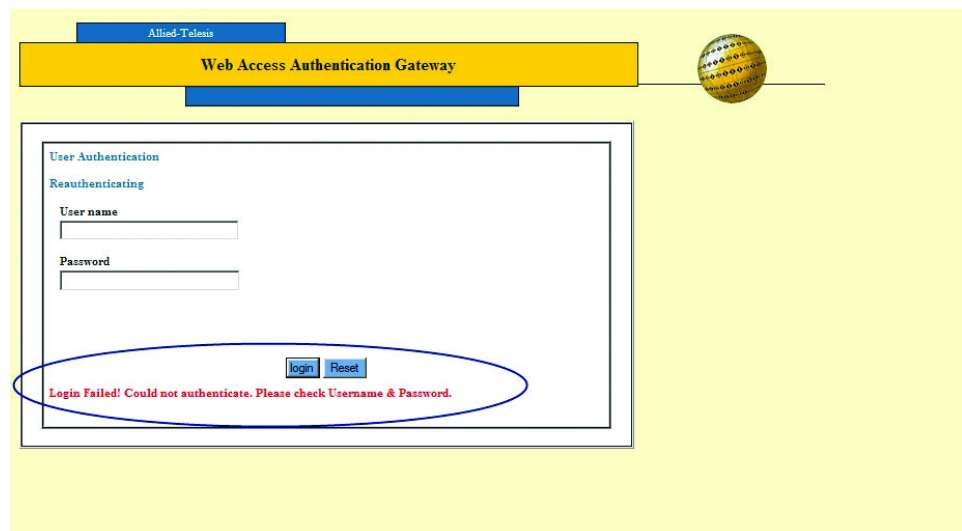 Allied-Telesis
Web Access Authentication Gateway
User Authentication
Reauthenticating
User name
Password
login Reset
Login Failed! Could not authenticate. Please check Username & Password.